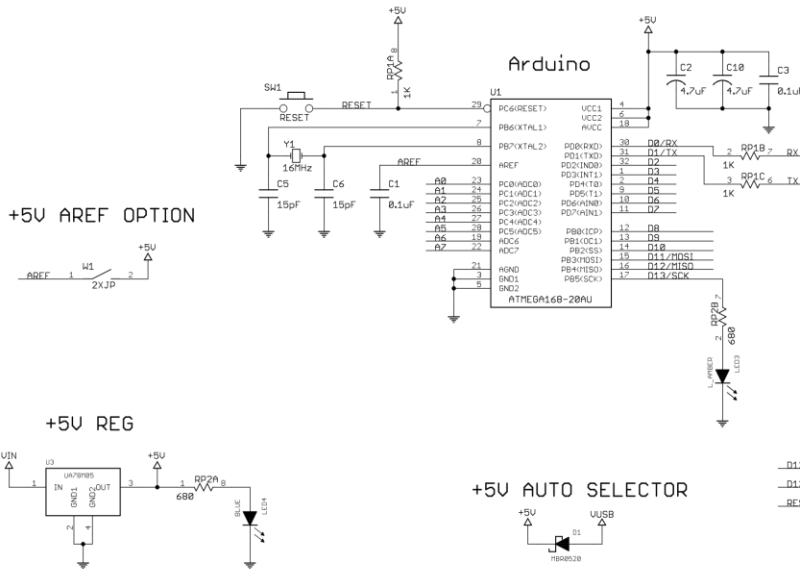 +5V
+5V
Arduino
RP1A
8
1
1K
C2
4.7uF
C10
4.7uF
C3
0.1uF
SW1
RESET
RESET
U1
29 PC6(RESET)
7 PB6(XTAL1)
8 PB7(XTAL2)
AREF 20 AREF
A0 23 PC0(ADC0)
A1 24 PC1(ADC1)
A2 25 PC2(ADC2)
A3 26 PC3(ADC3)
A4 27 PC4(ADC4)
A5 28 PC5(ADC5)
A6 19 ADC6
A7 22 ADC7
21 AGND
3 GND1
5 GND2
VCC1 4
VCC2 6
AVCC 18
PD0(RXD) 30 D0/RX
PD1(TXD) 31 D1/TX
PD2(IND0) 32 D2
PD3(INT1) 1 D3
PD4(T0) 2 D4
PD5(T1) 9 D5
PD6(AIN0) 10 D6
PD7(AIN1) 11 D7
PB0(ICP) 12 D8
PB1(OC1) 13 D9
PB2(SS) 14 D10
PB3(MOSI) 15 D11/MOSI
PB4(MISO) 16 D12/MISO
PB5(SCK) 17 D13/SCK
ATMEGA168-20AU
Y1
16MHz
C5
15pF
C6
15pF
C1
0.1uF
2 RP1B 7 RX
1K
3 RP1C 6 TX
1K
RP2B
7
2
680
L_AMBER
LED3
+5V AREF OPTION
+5V
AREF 1 W1 2
2XJP
+5V REG
VIN
U3
UA78M05
1 IN OUT 3
GND1
GND2
2 4
+5V
1 RP2A 8
680
BLUE
LED4
+5V AUTO SELECTOR
+5V
VUSB
D1
MBR0520